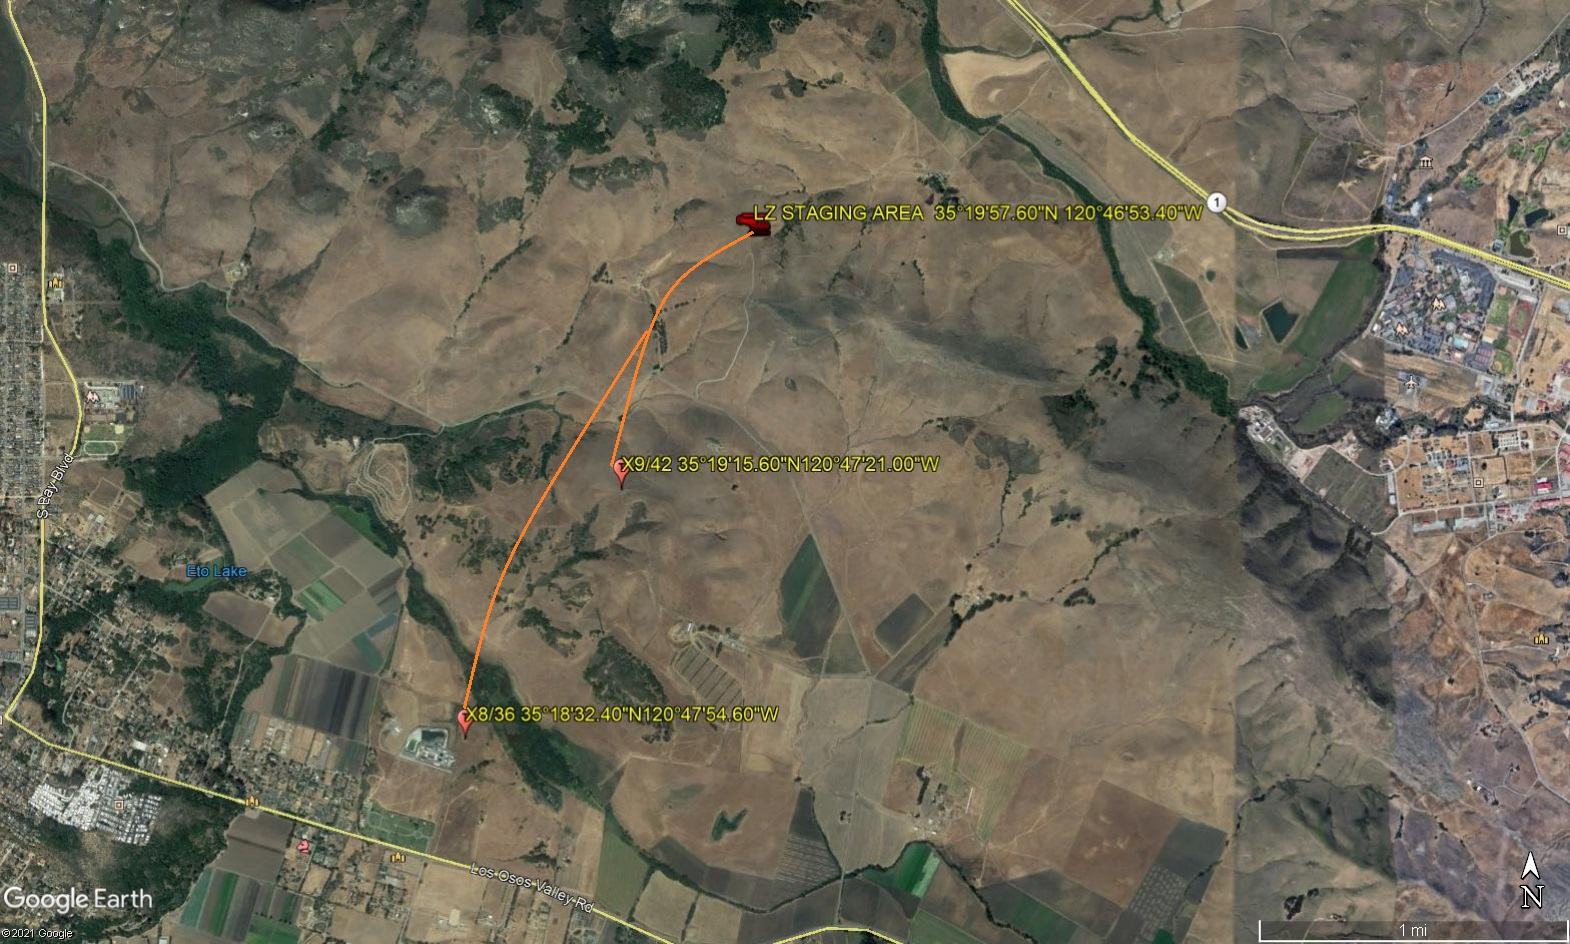 LZ STAGING AREA  35°19'57.60"N 120°46'53.40"W
1
X9/42 35°19'15.60"N120°47'21.00"W
S Bay Blvd
Eto Lake
X8/36 35°18'32.40"N120°47'54.60"W
Los Osos Valley Rd
Google Earth
©2021 Google
N
1 mi